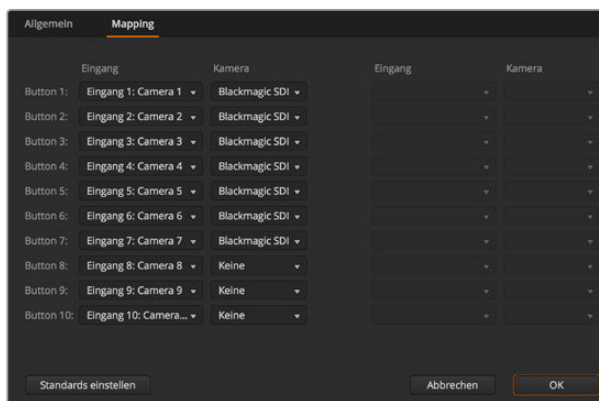 Allgemein Mapping
Eingang Kamera Eingang Kamera
Button 1: Eingang 1: Camera 1 Blackmagic SDI
Button 2: Eingang 2: Camera 2 Blackmagic SDI
Button 3: Eingang 3: Camera 3 Blackmagic SDI
Button 4: Eingang 4: Camera 4 Blackmagic SDI
Button 5: Eingang 5: Camera 5 Blackmagic SDI
Button 6: Eingang 6: Camera 6 Blackmagic SDI
Button 7: Eingang 7: Camera 7 Blackmagic SDI
Button 8: Eingang 8: Camera 8 Keine
Button 9: Eingang 9: Camera 9 Keine
Button 10: Eingang 10: Camera... Keine
Standards einstellen Abbrechen OK